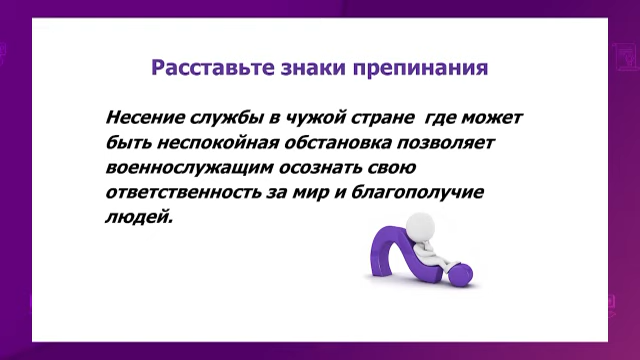 Расставьте знаки препинания
Несение службы в чужой стране  где может
быть неспокойная обстановка позволяет
военнослужащим осознать свою
ответственность за мир и благополучие
людей.